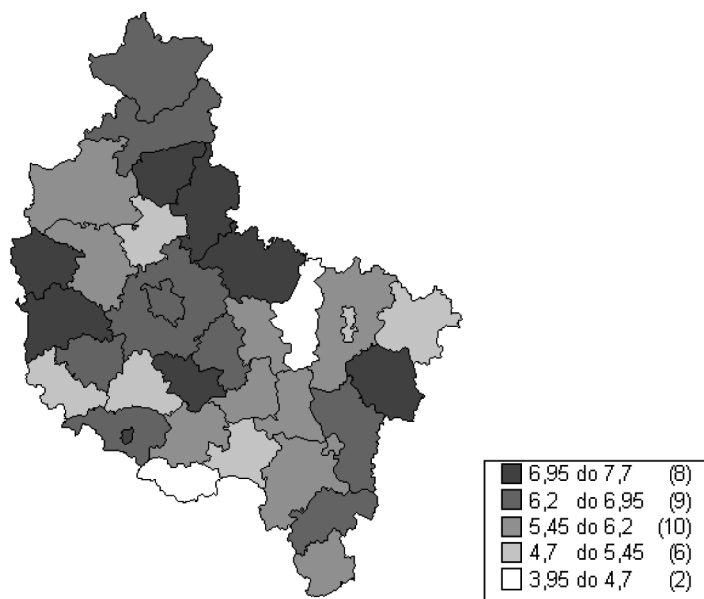 6,95 do 7,7 (8)
6,2 do 6,95 (9)
5,45 do 6,2 (10)
4,7 do 5,45 (6)
3,95 do 4,7 (2)